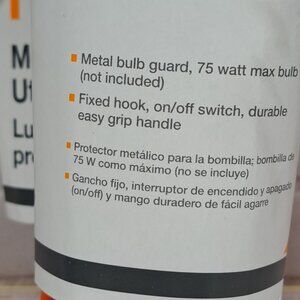 Metal bulb guard, 75 watt max bulb
(not included)
Fixed hook, on/off switch, durable
easy grip handle
Protector metálico para la bombilla; bombilla de
75 W como máximo (no se incluye)
Gancho fijo, interruptor de encendido y apagado
(on/off) y mango duradero de fácil agarre
M
Ut
Lu
pro